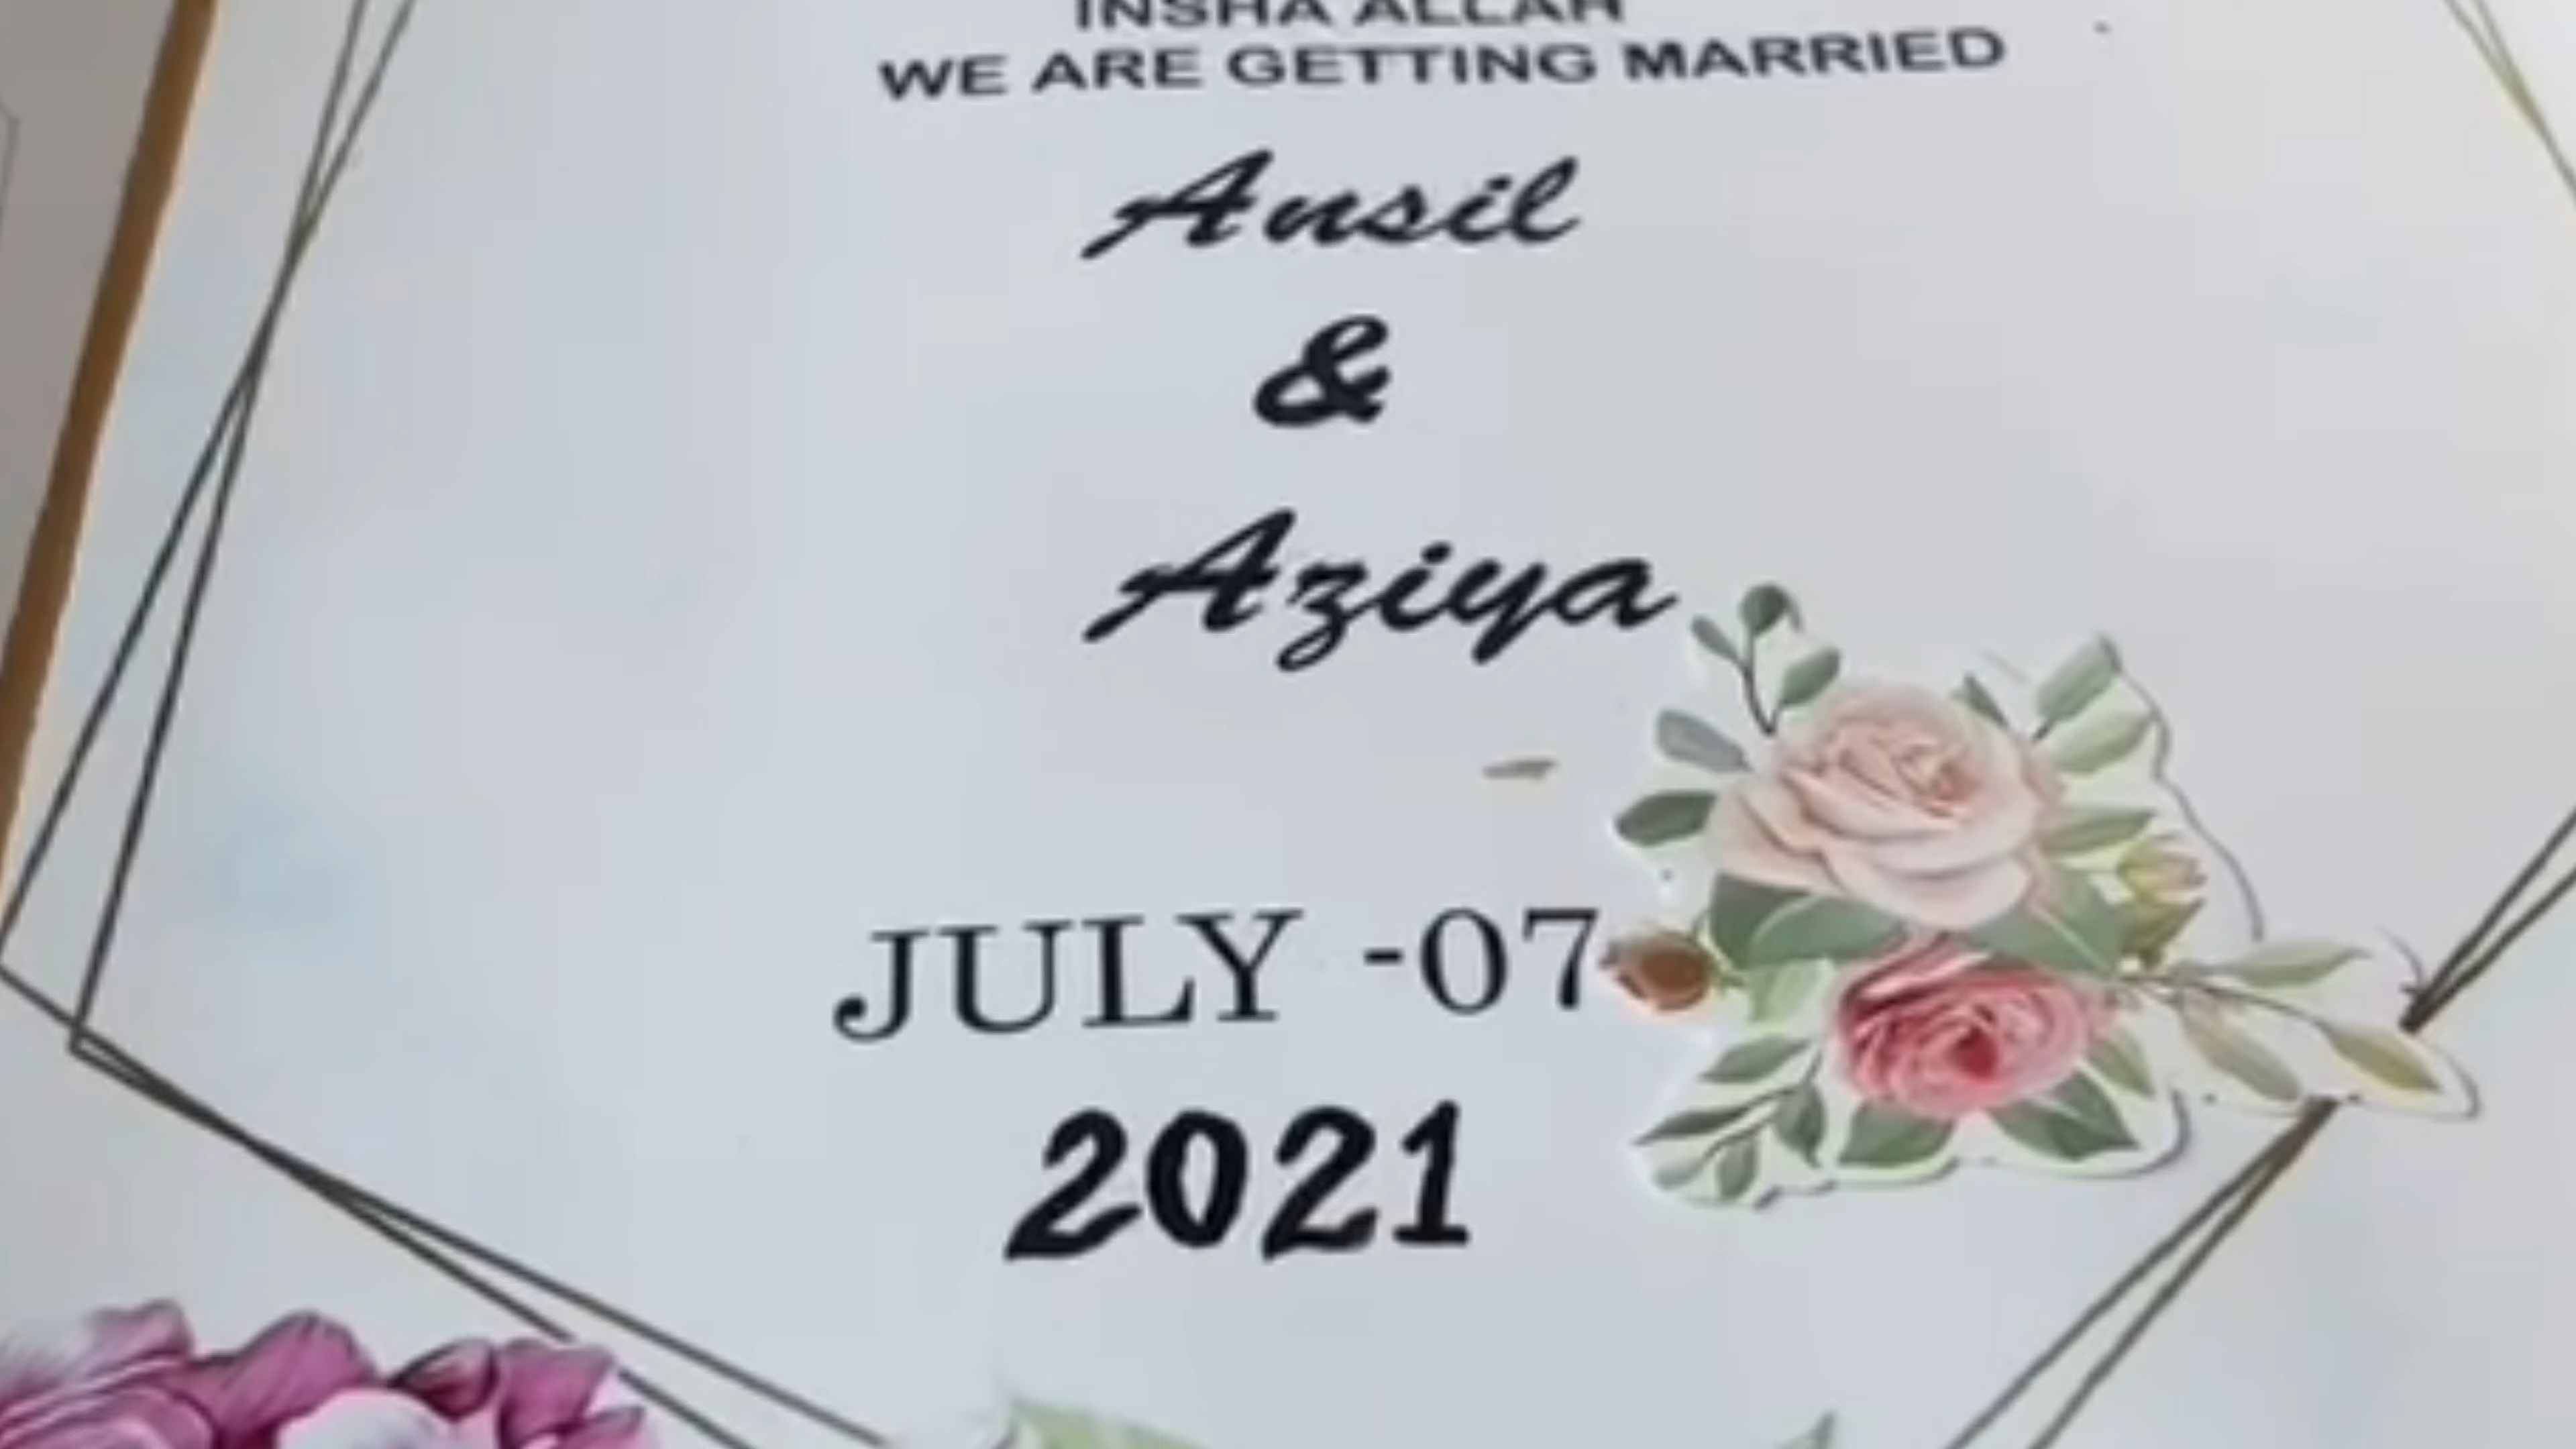 INSHA ALLAH
WE ARE GETTING MARRIED
Ansil
&
Aziya
JULY -07
2021